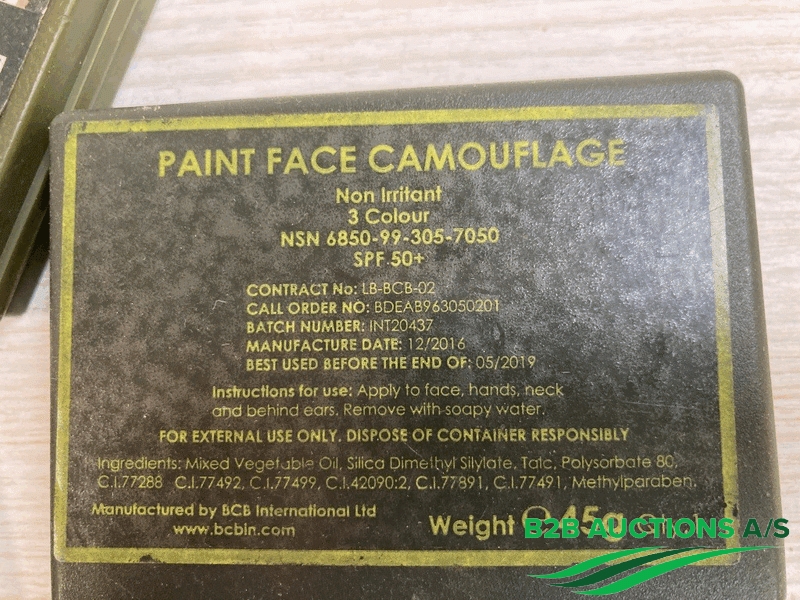 PAINT FACE CAMOUFLAGE
Non Irritant
3 Colour
NSN 6850-99-305-7050
SPF 50+
CONTRACT No: LB-BCB-02
CALL ORDER NO: BDEAB963050201
BATCH NUMBER: INT20437
MANUFACTURE DATE: 12/2016
BEST USED BEFORE THE END OF: 05/2019
Instructions for use: Apply to face, hands, neck
and behind ears. Remove with soapy water.
FOR EXTERNAL USE ONLY. DISPOSE OF CONTAINER RESPONSIBLY
Ingredients: Mixed Vegetable Oil, Silica Dimethyl Silylate, Talc, Polysorbate 80,
C.I.77288 C.I.77492, C.I.77499, C.I.42090:2, C.I.77891, C.I.77491, Methylparaben.
Manufactured by BCB International Ltd
www.bcbin.com
Weight 45g
B2B AUCTIONS A/S